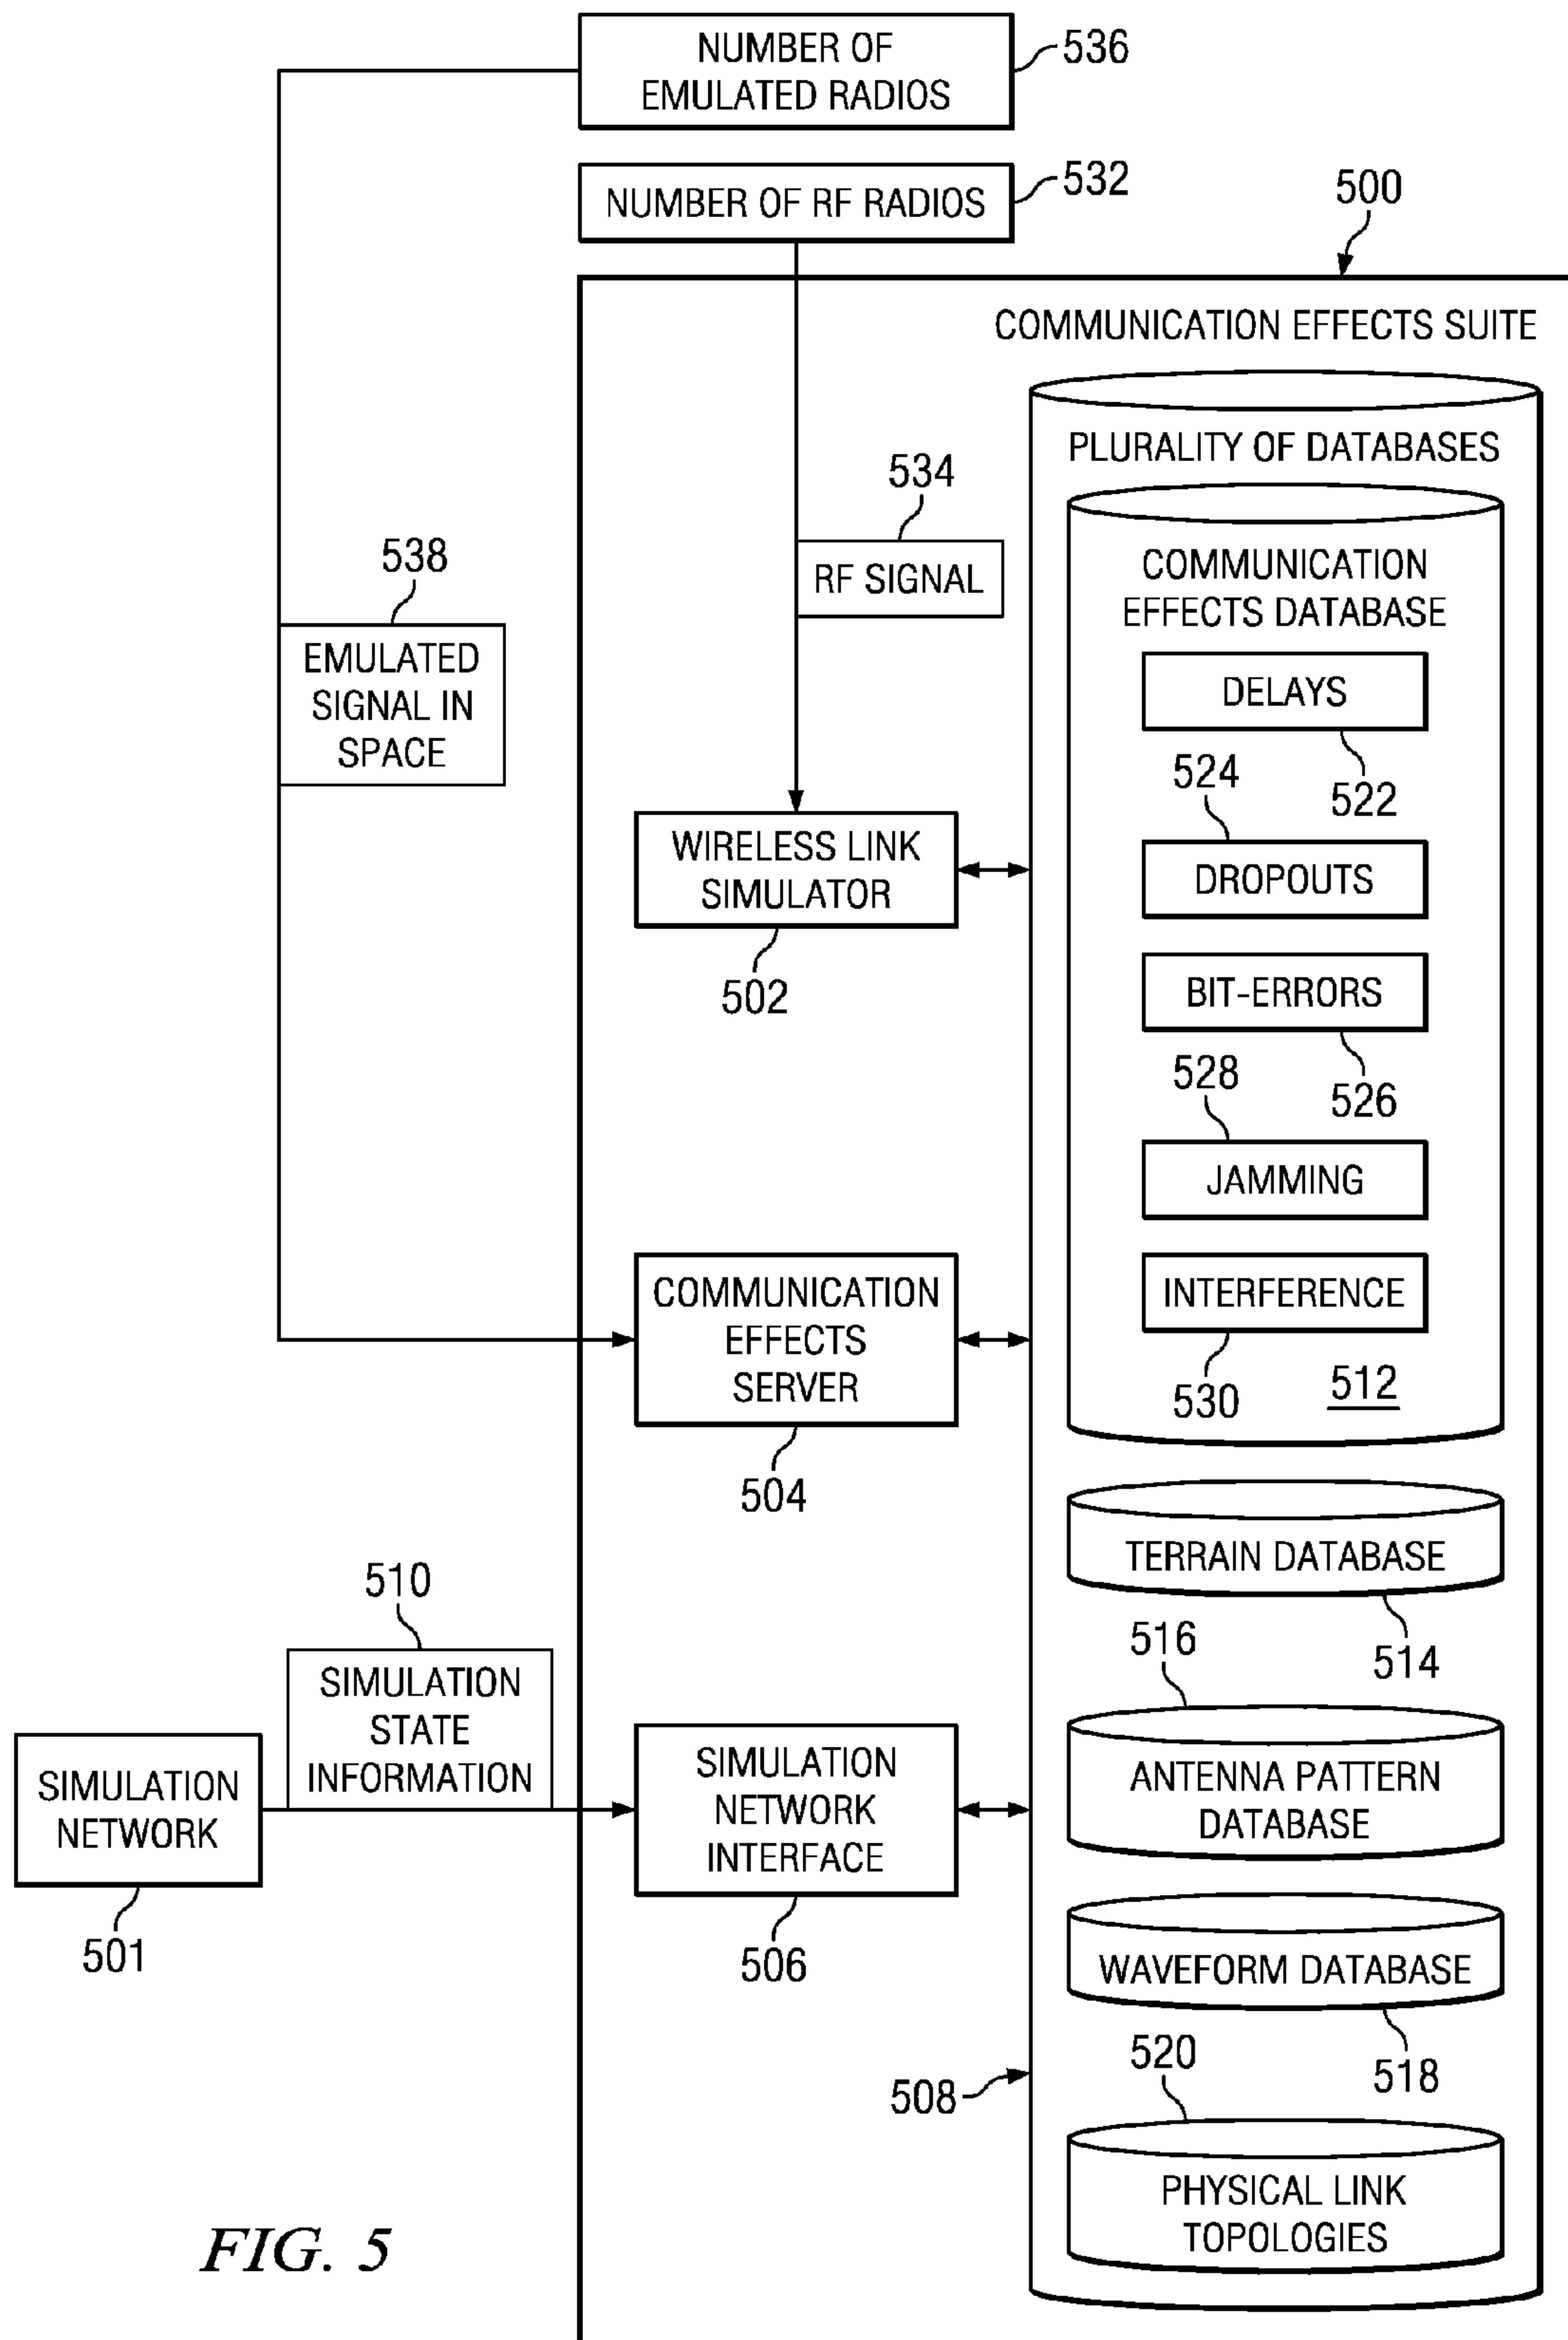 NUMBER OF
EMULATED RADIOS
536
NUMBER OF RF RADIOS
532
500
COMMUNICATION EFFECTS SUITE
PLURALITY OF DATABASES
534
RF SIGNAL
538
EMULATED
SIGNAL IN
SPACE
COMMUNICATION
EFFECTS DATABASE
DELAYS
522
524
DROPOUTS
WIRELESS LINK
SIMULATOR
502
BIT-ERRORS
526
528
JAMMING
COMMUNICATION
EFFECTS
SERVER
504
INTERFERENCE
530
512
TERRAIN DATABASE
514
510
SIMULATION
STATE
INFORMATION
SIMULATION
NETWORK
501
SIMULATION
NETWORK
INTERFACE
506
516
ANTENNA PATTERN
DATABASE
WAVEFORM DATABASE
518
508
520
PHYSICAL LINK
TOPOLOGIES
FIG. 5